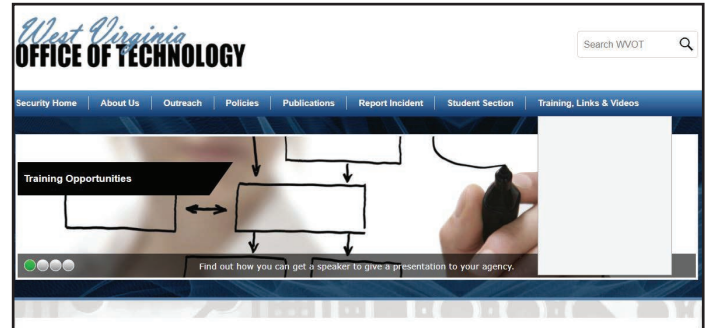 West Virginia
OFFICE OF TECHNOLOGY
Search WVOT
Security Home About Us Outreach Policies Publications Report Incident Student Section Training, Links & Videos
Training Opportunities
Find out how you can get a speaker to give a presentation to your agency.